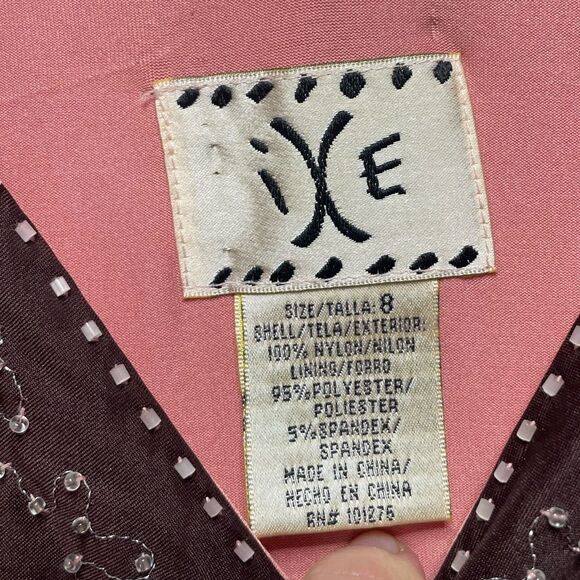 iXE
SIZE/TALLA: 8
SHELL/TELA/EXTERIOR:
100% NYLON/NILON
LINING/FORRO
95%POLYESTER/
POLIESTER
5%SPANDEX/
SPANDEX
MADE IN CHINA/
HECHO EN CHINA
RN# 101276